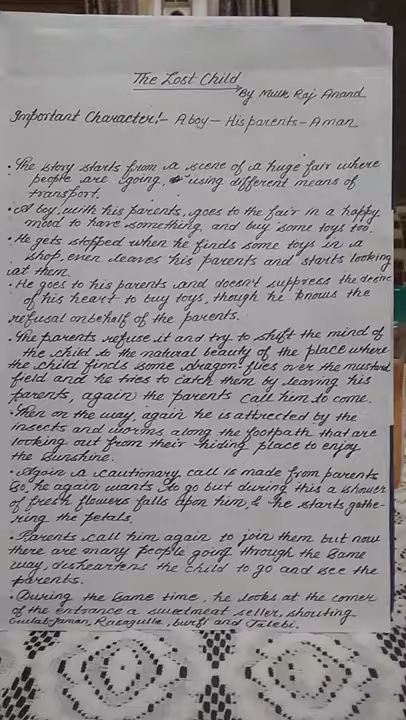 The Lost Child
By Mulk Raj Anand
Important Character:- A boy - His parents - A man
• The story starts from a scene of a huge fair where
people are going, using different means of
transport.
• A boy, with his parents, goes to the fair in a happy
mood to have something, and buy some toys too.
• He gets stopped when he finds some toys in a
shop, even leaves his parents and starts looking
at them.
• He goes to his parents and doesn't suppress the desire
of his heart to buy toys, though he knows the
refusal onbehalf of the parents.
• The parents refuse it and try to shift the mind of
the child to the natural beauty of the place where
the child finds some dragon flies over the mustard
field and he tries to catch them by leaving his
parents, again the parents call him to come.
• Then on the way, again he is attrected by the
insects and worms, along the footpath that are
looking out from their hiding place to enjoy
the sunshine.
• Again a cautionary call is made from parents
so, he again wants to go but during this a shower
of fresh flowers falls upon him, & he starts gathe-
ring the petals.
• Parents call him again to join them but now
there are many people going through the same
way, disheartens the child to go and see the
parents.
• During the same time, he looks at the corner
of the entrance a sweetmeat seller, shouting
Gulab-Jaman, Rasagulla, burfi and Jalebi.